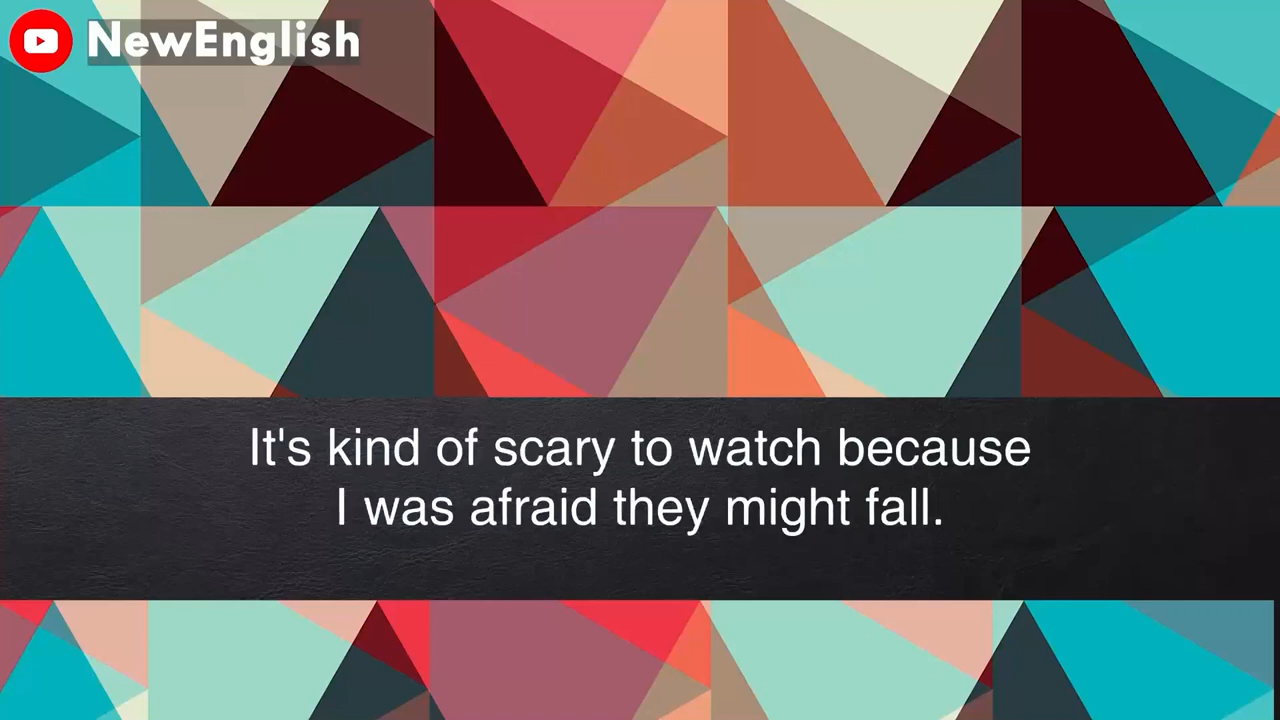 NewEnglish
It's kind of scary to watch because
I was afraid they might fall.